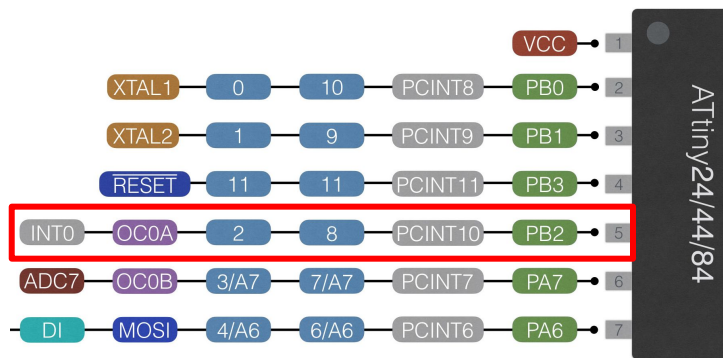 VCC 1
XTAL1 0 10 PCINT8 PB0 2
XTAL2 1 9 PCINT9 PB1 3
RESET 11 11 PCINT11 PB3 4
INT0 OC0A 2 8 PCINT10 PB2 5
ADC7 OC0B 3/A7 7/A7 PCINT7 PA7 6
DI MOSI 4/A6 6/A6 PCINT6 PA6 7
ATtiny24/44/84